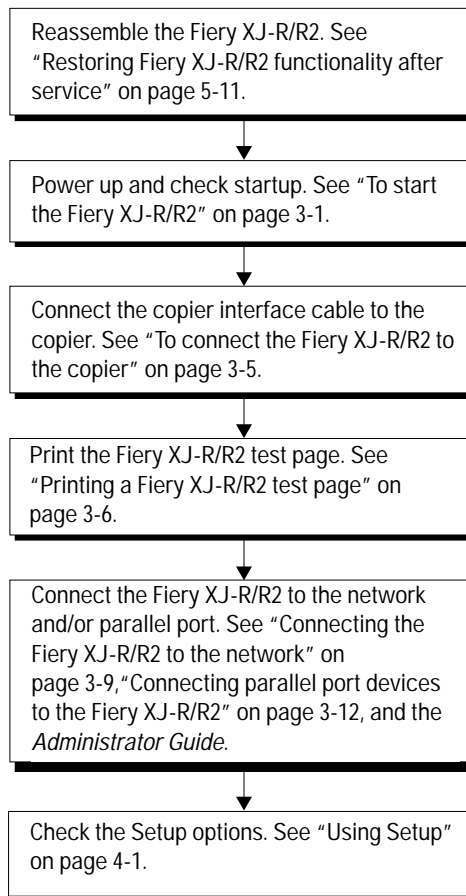 Reassemble the Fiery XJ-R/R2. See
“Restoring Fiery XJ-R/R2 functionality after
service” on page 5-11.
Power up and check startup. See “To start
the Fiery XJ-R/R2” on page 3-1.
Connect the copier interface cable to the
copier. See “To connect the Fiery XJ-R/R2 to
the copier” on page 3-5.
Print the Fiery XJ-R/R2 test page. See
“Printing a Fiery XJ-R/R2 test page” on
page 3-6.
Connect the Fiery XJ-R/R2 to the network
and/or parallel port. See “Connecting the
Fiery XJ-R/R2 to the network” on
page 3-9,“Connecting parallel port devices
to the Fiery XJ-R/R2” on page 3-12, and the
Administrator Guide.
Check the Setup options. See “Using Setup”
on page 4-1.